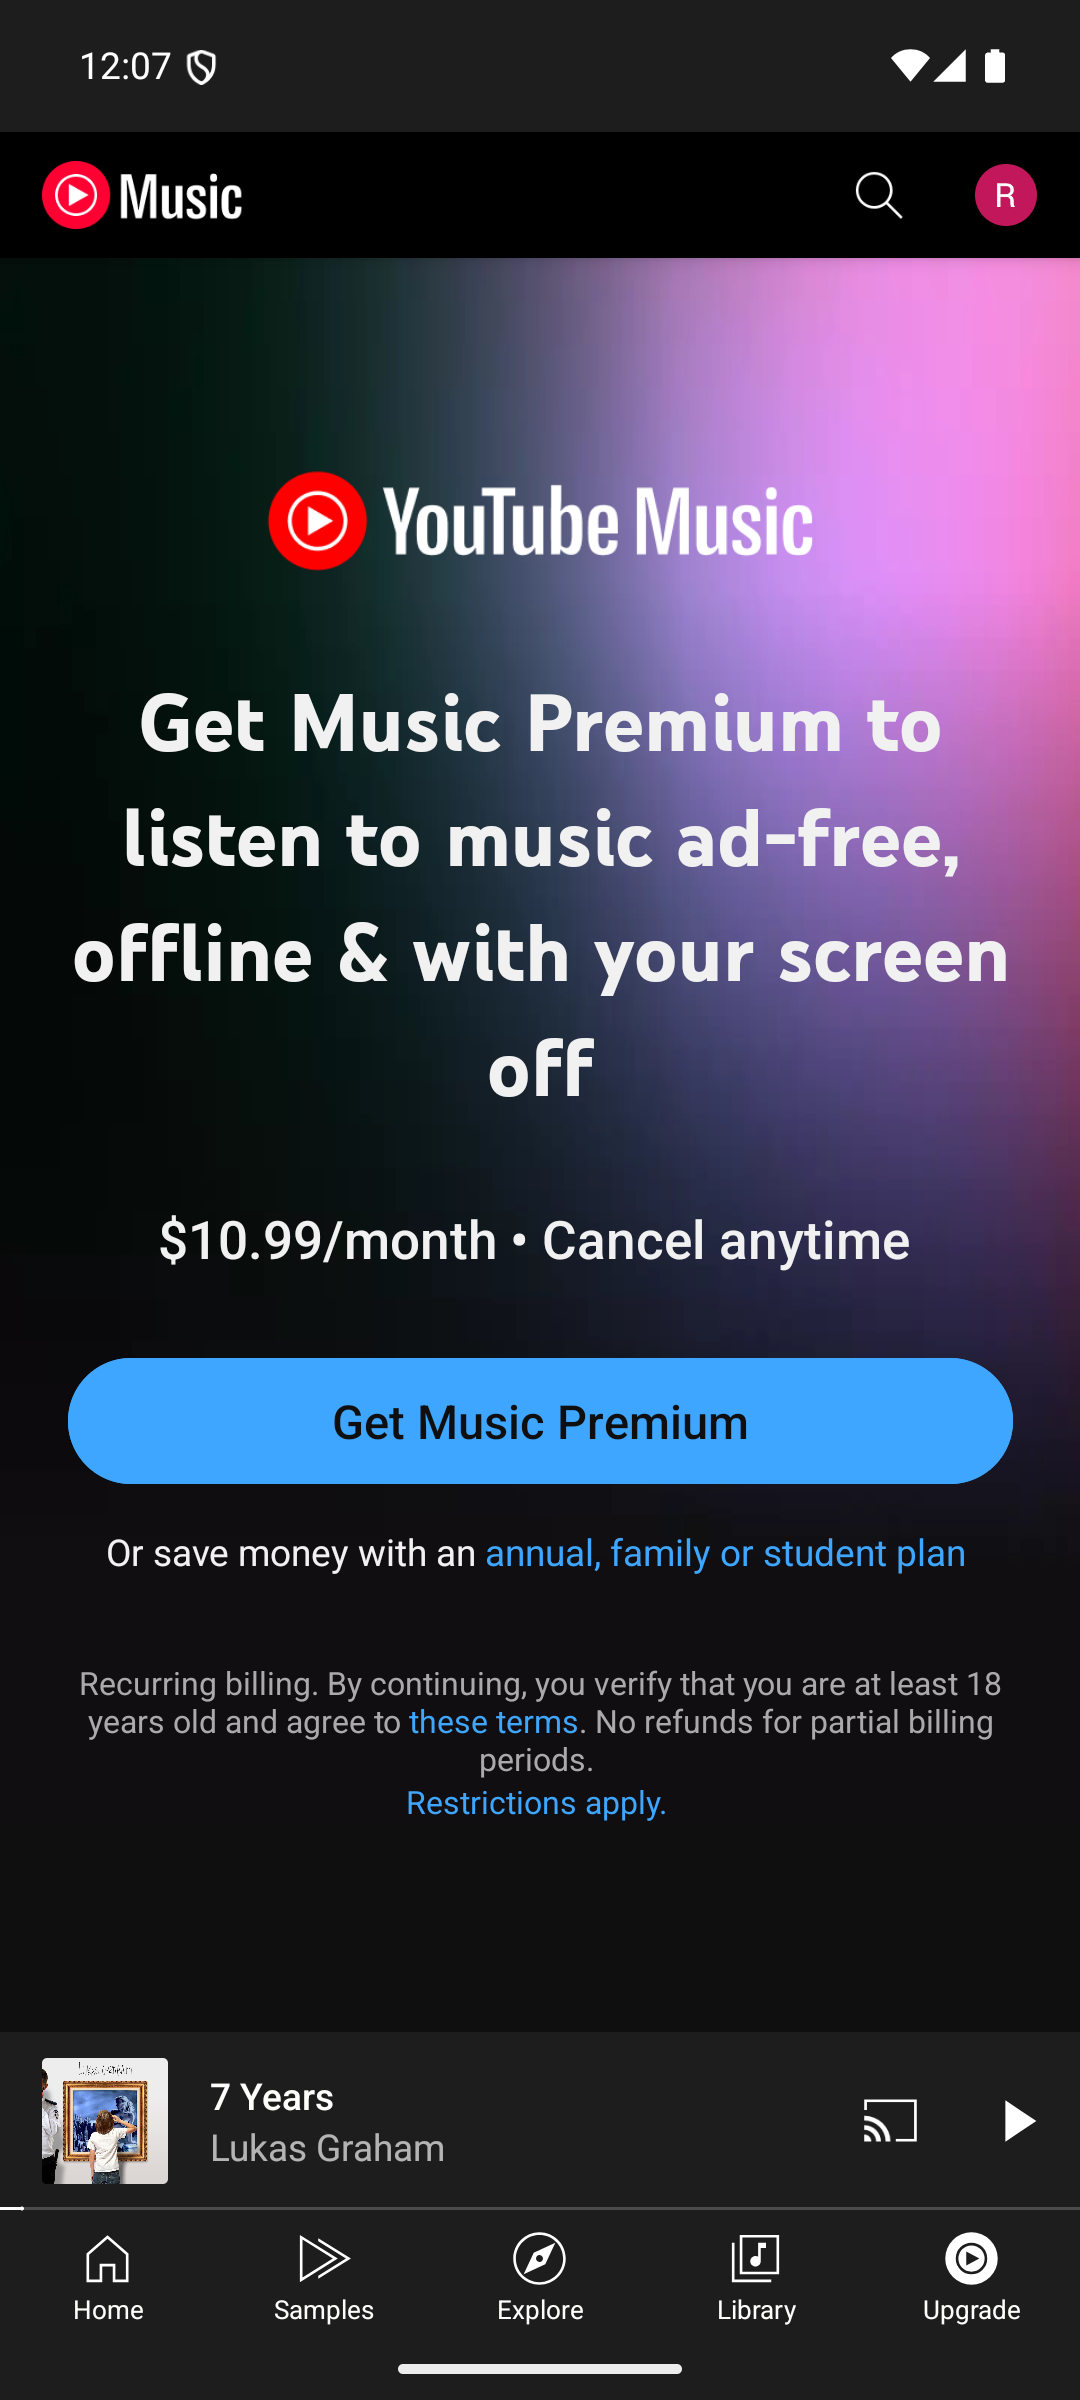 12:07
Music
R
YouTube Music
Get Music Premium to
listen to music ad-free,
offline & with your screen
off
$10.99/month • Cancel anytime
Get Music Premium
Or save money with an annual, family or student plan
Recurring billing. By continuing, you verify that you are at least 18
years old and agree to these terms. No refunds for partial billing
periods.
Restrictions apply.
7 Years
Lukas Graham
Home
Samples
Explore
Library
Upgrade